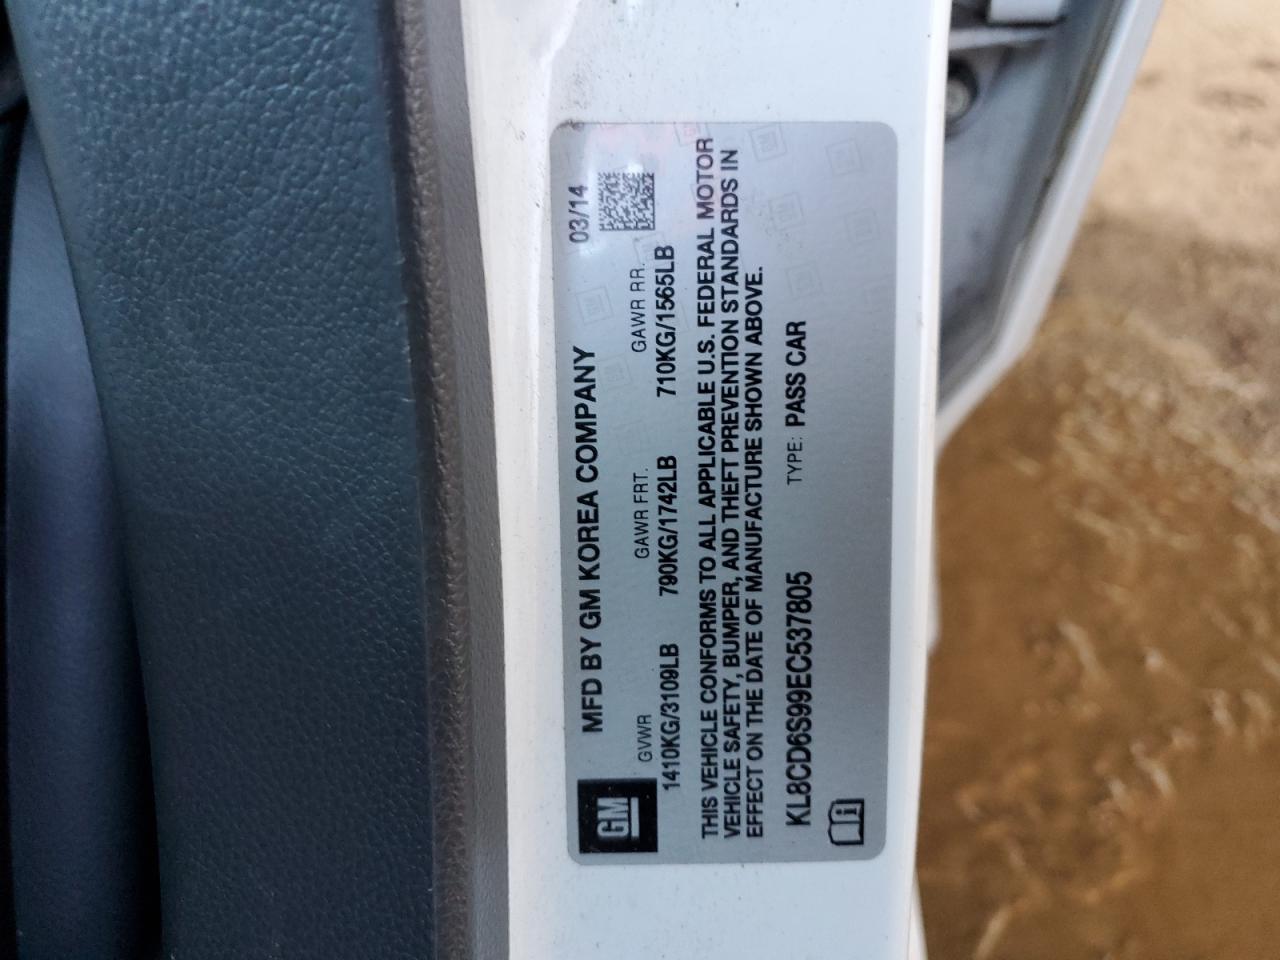 MFD BY GM KOREA COMPANY 03/14
GVWR GAWR FRT. GAWR RR.
1410KG/3109LB 790KG/1742LB 710KG/1565LB
THIS VEHICLE CONFORMS TO ALL APPLICABLE U.S. FEDERAL MOTOR
VEHICLE SAFETY, BUMPER, AND THEFT PREVENTION STANDARDS IN
EFFECT ON THE DATE OF MANUFACTURE SHOWN ABOVE.
KL8CD6S99EC537805 TYPE: PASS CAR
GM